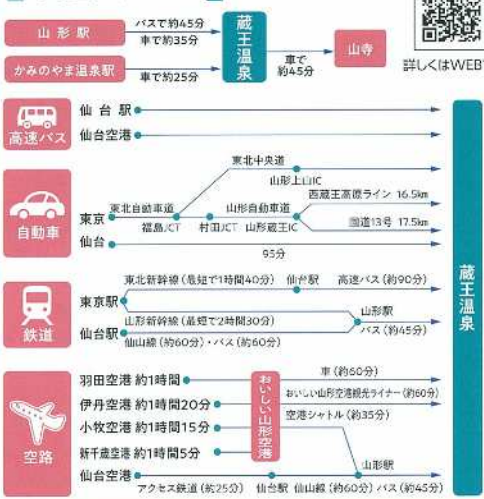 山形駅
バスで約45分
車で約35分
かみのやま温泉駅
車で約25分
蔵王温泉
車で
約45分
山寺
詳しくはWEB
高速バス
仙台駅
仙台空港
自動車
東北中央道
山形上山IC
西蔵王高原ライン 16.5km
東京
東北自動車道
山形自動車道
福島JCT
村田JCT
山形蔵王IC
国道13号 17.5km
仙台
95分
蔵王温泉
鉄道
東北新幹線(最短で1時間40分)
仙台駅
高速バス(約90分)
東京駅
山形新幹線(最短で2時間30分)
山形駅
仙台駅
バス(約45分)
仙山線(約60分)・バス(約60分)
空路
羽田空港 約1時間
車(約60分)
伊丹空港 約1時間20分
おいしい山形空港観光ライナー(約60分)
小牧空港 約1時間15分
空港シャトル(約35分)
新千歳空港 約1時間5分
おいしい山形空港
山形駅
仙台空港
アクセス鉄道(約25分)
仙台駅
仙山線(約60分)
バス(約45分)